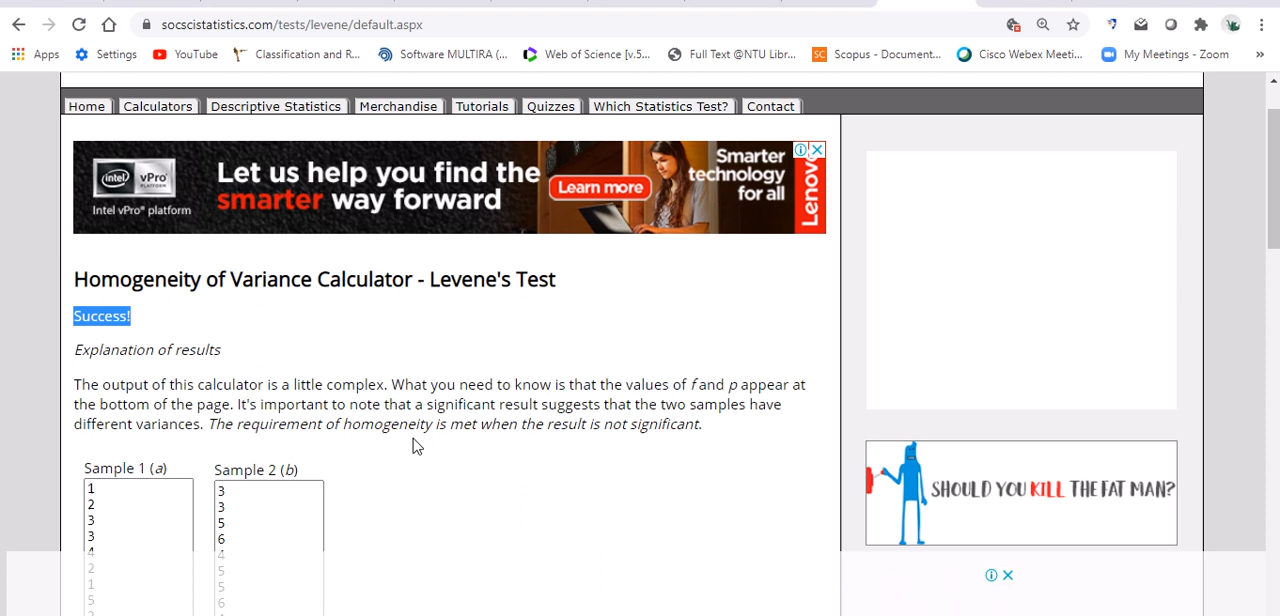 socscistatistics.com/tests/levene/default.aspx
Apps Settings YouTube Classification and R... Software MULTIRA (... Web of Science [v.5... Full Text @NTU Libr... Scopus - Document... Cisco Webex Meeti... My Meetings - Zoom »
Home Calculators Descriptive Statistics Merchandise Tutorials Quizzes Which Statistics Test? Contact
intel vPro PLATFORM
Intel vPro® platform
Let us help you find the
smarter way forward
Learn more
Smarter
technology
for all
Lenovo
Homogeneity of Variance Calculator - Levene's Test
Success!
Explanation of results
The output of this calculator is a little complex. What you need to know is that the values of f and p appear at
the bottom of the page. It's important to note that a significant result suggests that the two samples have
different variances. The requirement of homogeneity is met when the result is not significant.
Sample 1 (a)
1
2
3
3
4
2
1
5
Sample 2 (b)
3
3
5
6
4
5
5
6
SHOULD YOU KILL THE FAT MAN?